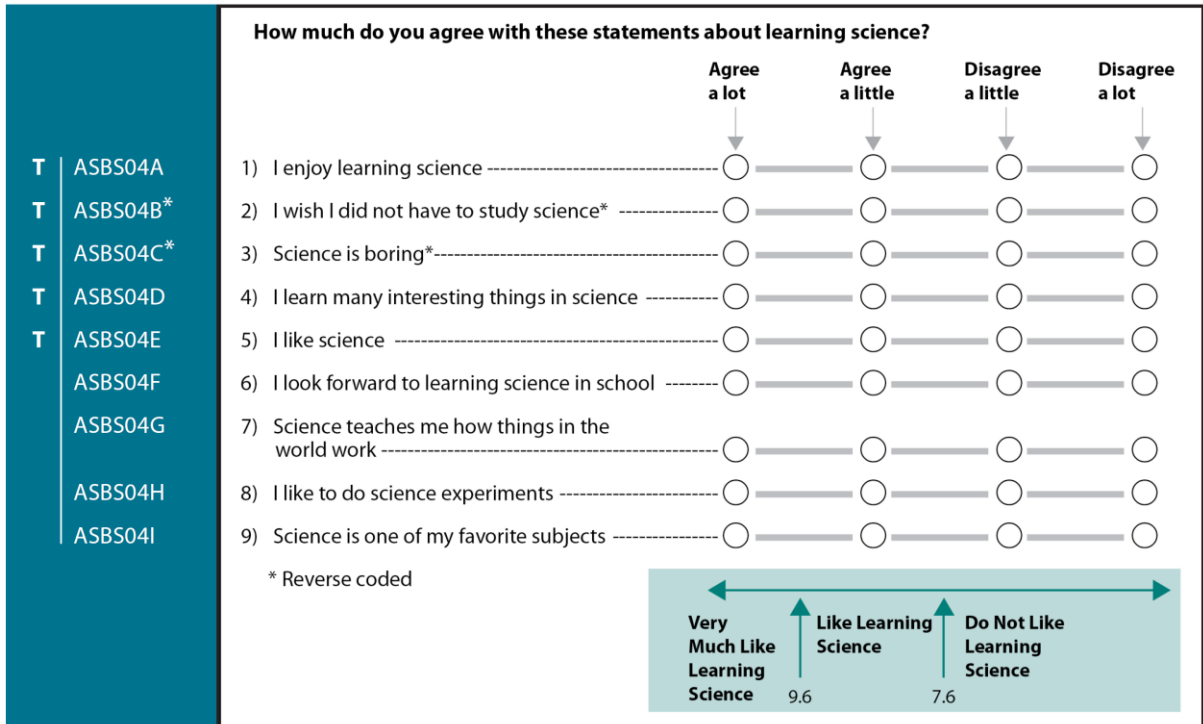 How much do you agree with these statements about learning science?
Agree a lot
Agree a little
Disagree a little
Disagree a lot
T ASBS04A 1) I enjoy learning science
T ASBS04B* 2) I wish I did not have to study science*
T ASBS04C* 3) Science is boring*
T ASBS04D 4) I learn many interesting things in science
T ASBS04E 5) I like science
ASBS04F 6) I look forward to learning science in school
ASBS04G 7) Science teaches me how things in the
world work
ASBS04H 8) I like to do science experiments
ASBS04I 9) Science is one of my favorite subjects
* Reverse coded
Very
Much Like
Learning
Science
9.6
Like Learning
Science
7.6
Do Not Like
Learning
Science